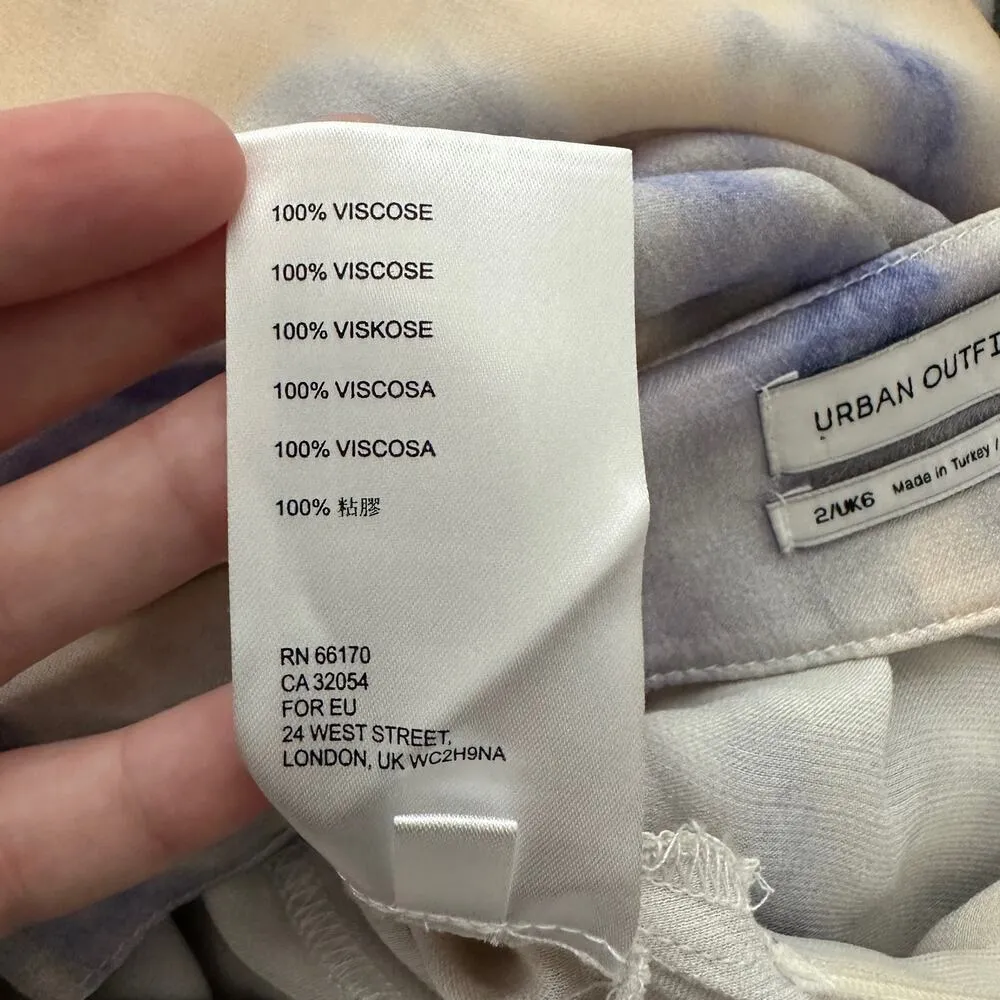 100% VISCOSE
100% VISCOSE
100% VISKOSE
100% VISCOSA
100% VISCOSA
100% 粘膠
RN 66170
CA 32054
FOR EU
24 WEST STREET,
LONDON, UK WC2H9NA
URBAN OUTFI
2/UK6 Made in Turkey /